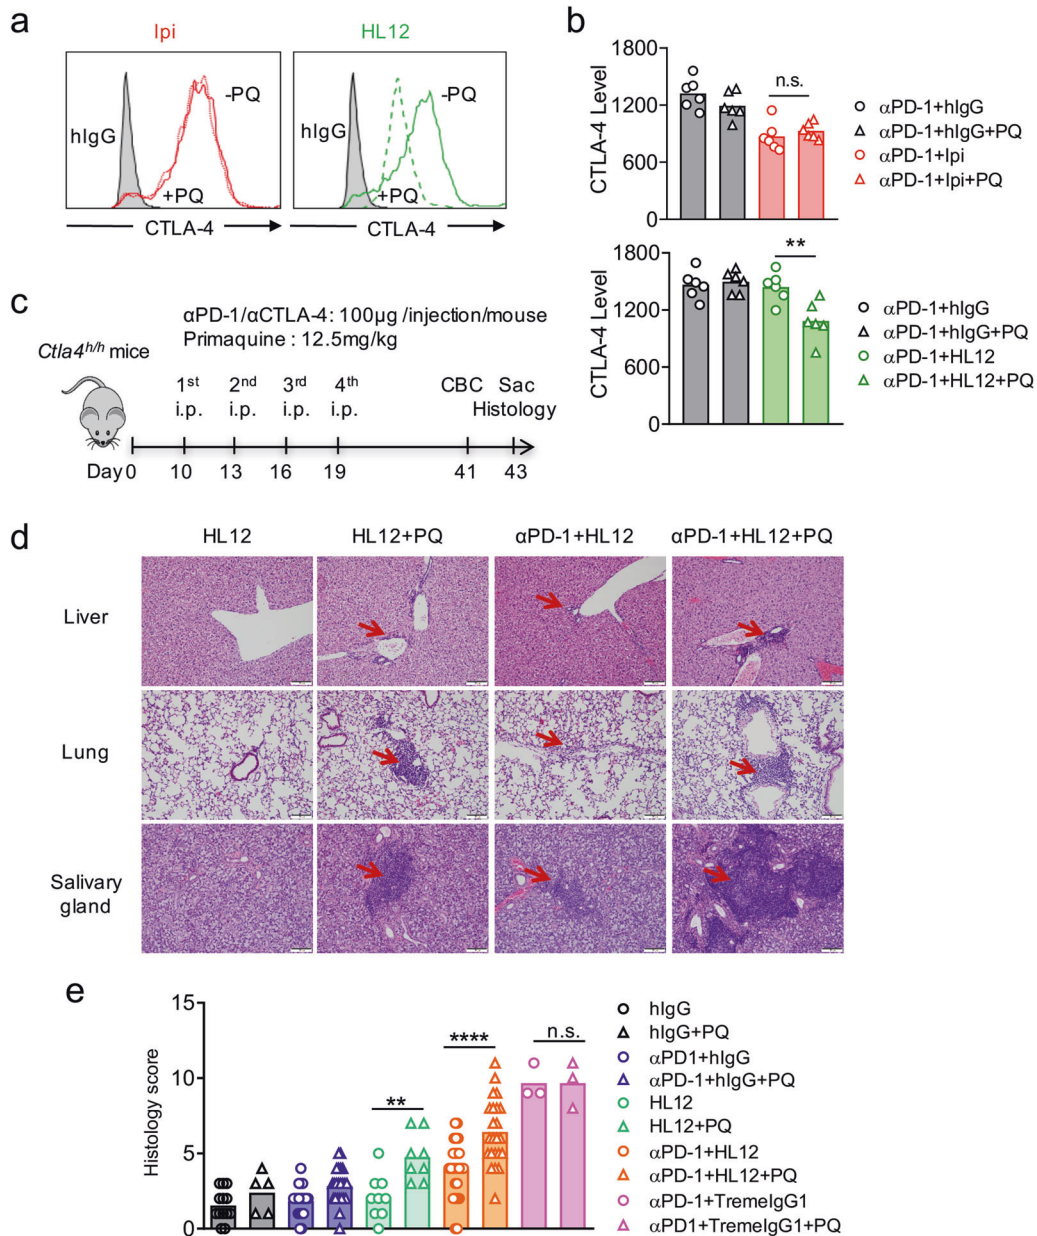 a
Ipi
HL12
hIgG
-PQ
+PQ
CTLA-4
hIgG
-PQ
+PQ
CTLA-4
b
1800
1200
600
0
CTLA-4 Level
n.s.
αPD-1+hIgG
αPD-1+hIgG+PQ
αPD-1+Ipi
αPD-1+Ipi+PQ
1800
1200
600
0
CTLA-4 Level
**
αPD-1+hIgG
αPD-1+hIgG+PQ
αPD-1+HL12
αPD-1+HL12+PQ
c
αPD-1/αCTLA-4: 100μg /injection/mouse
Primaquine : 12.5mg/kg
Ctla4h/h mice
1st 2nd 3rd 4th CBC Sac
i.p. i.p. i.p. i.p. Histology
Day 0 10 13 16 19 41 43
d
HL12 HL12+PQ αPD-1+HL12 αPD-1+HL12+PQ
Liver
Lung
Salivary
gland
e
15
10
5
0
Histology score
**
****
n.s.
hIgG
hIgG+PQ
αPD1+hIgG
αPD-1+hIgG+PQ
HL12
HL12+PQ
αPD-1+HL12
αPD-1+HL12+PQ
αPD-1+TremeIgG1
αPD1+TremeIgG1+PQ